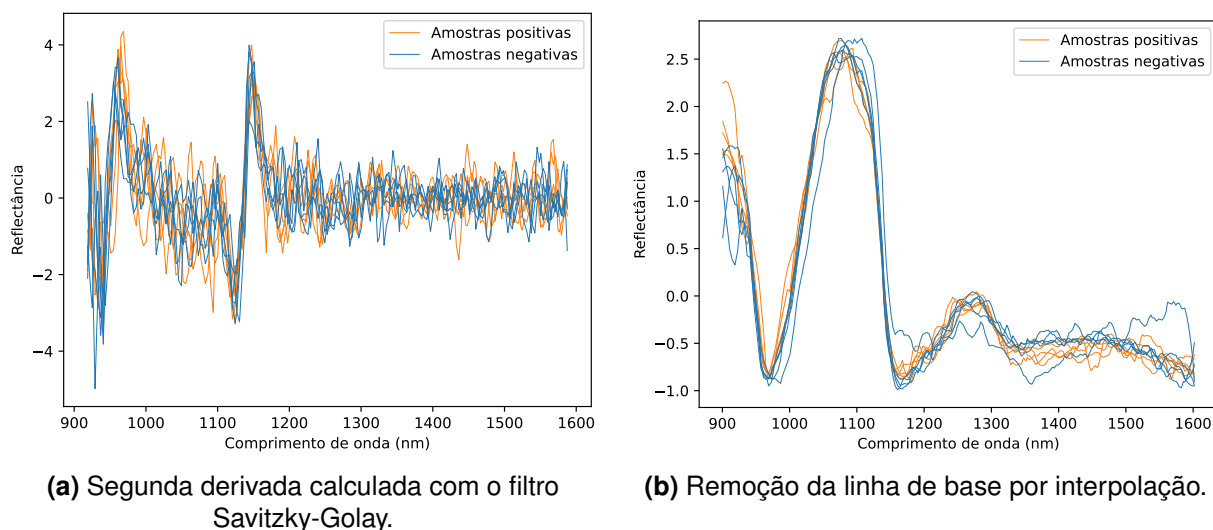 Amostras positivas
Amostras negativas
4
2
0
−2
−4
Reflectância
900 1000 1100 1200 1300 1400 1500 1600
Comprimento de onda (nm)
(a) Segunda derivada calculada com o filtro
Savitzky-Golay.
Amostras positivas
Amostras negativas
2.5
2.0
1.5
1.0
0.5
0.0
−0.5
−1.0
Reflectância
900 1000 1100 1200 1300 1400 1500 1600
Comprimento de onda (nm)
(b) Remoção da linha de base por interpolação.